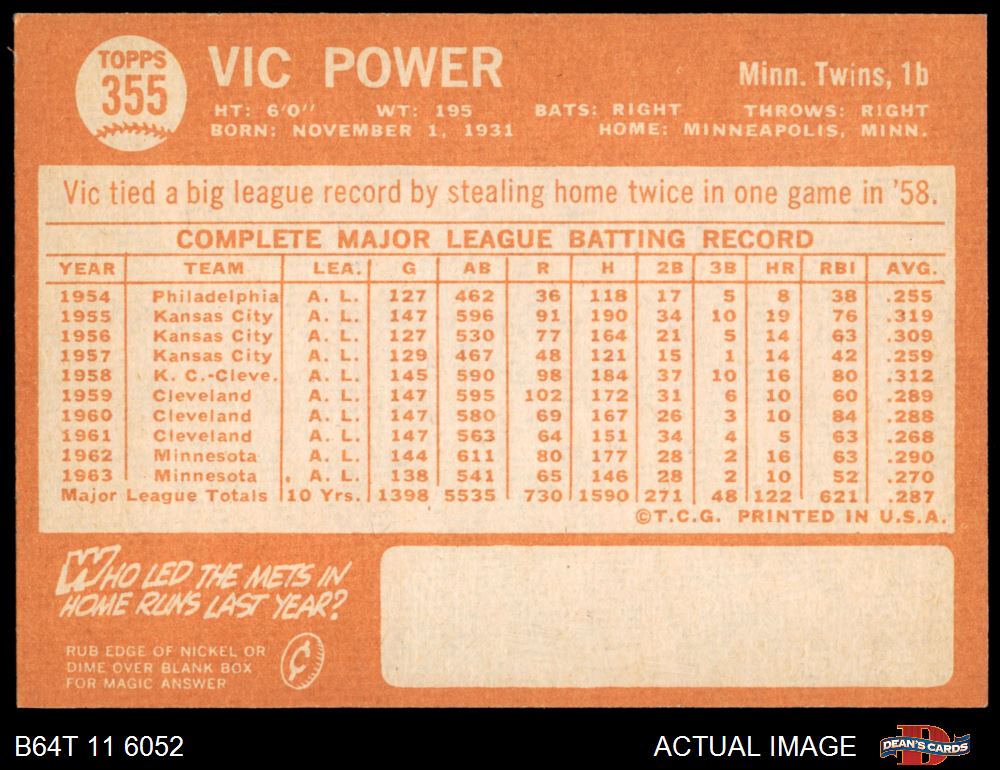 TOPPS
355
VIC POWER
Minn. Twins, 1b
HT: 6'0" WT: 195 BATS: RIGHT THROWS: RIGHT
BORN: NOVEMBER 1, 1931 HOME: MINNEAPOLIS, MINN.
Vic tied a big league record by stealing home twice in one game in '58.
COMPLETE MAJOR LEAGUE BATTING RECORD
YEAR TEAM LEA. G AB R H 2B 3B HR RBI AVG.
1954 Philadelphia A. L. 127 462 36 118 17 5 8 38 .255
1955 Kansas City A. L. 147 596 91 190 34 10 19 76 .319
1956 Kansas City A. L. 127 530 77 164 21 5 14 63 .309
1957 Kansas City A. L. 129 467 48 121 15 1 14 42 .259
1958 K. C.-Cleve. A. L. 145 590 98 184 37 10 16 80 .312
1959 Cleveland A. L. 147 595 102 172 31 6 10 60 .289
1960 Cleveland A. L. 147 580 69 167 26 3 10 84 .288
1961 Cleveland A. L. 147 563 64 151 34 4 5 63 .268
1962 Minnesota A. L. 144 611 80 177 28 2 16 63 .290
1963 Minnesota A. L. 138 541 65 146 28 2 10 52 .270
Major League Totals 10 Yrs. 1398 5535 730 1590 271 48 122 621 .287
©T.C.G. PRINTED IN U.S.A.
WHO LED THE METS IN
HOME RUNS LAST YEAR?
RUB EDGE OF NICKEL OR
DIME OVER BLANK BOX
FOR MAGIC ANSWER
¢
B64T 11 6052
ACTUAL IMAGE
D
DEAN'S CARDS